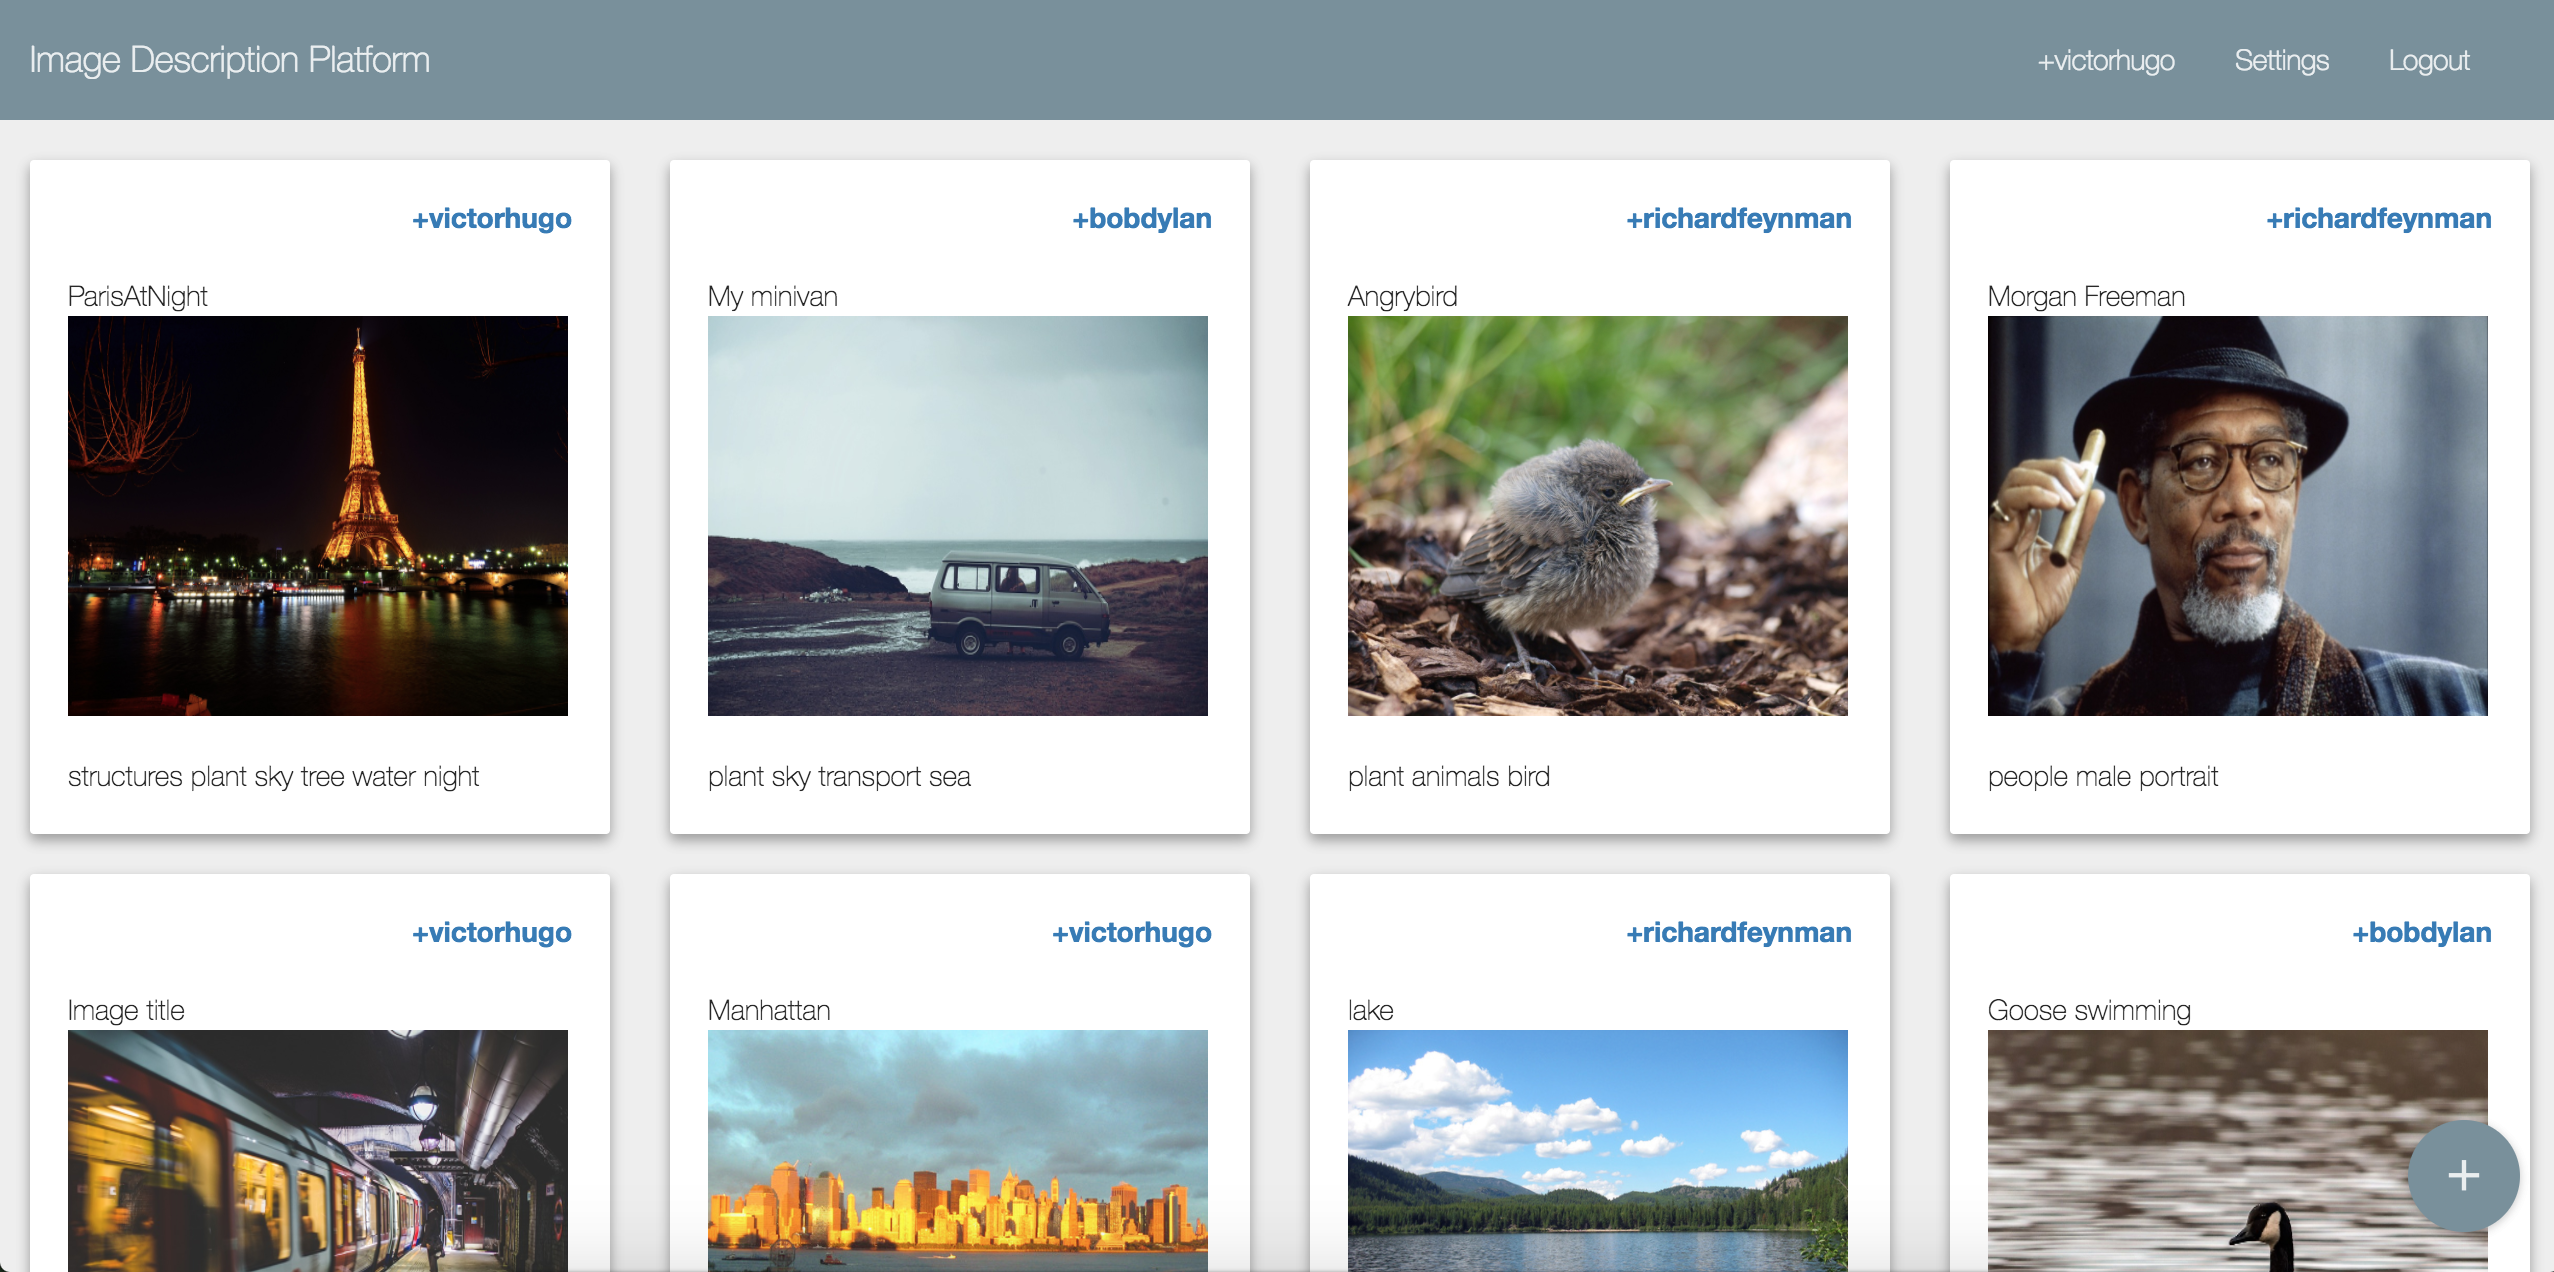 Image Description Platform
+victorhugo
Settings
Logout
+victorhugo
ParisAtNight
structures plant sky tree water night
+bobdylan
My minivan
plant sky transport sea
+richardfeynman
Angrybird
plant animals bird
+richardfeynman
Morgan Freeman
people male portrait
+victorhugo
Image title
+victorhugo
Manhattan
+richardfeynman
lake
+bobdylan
Goose swimming
+